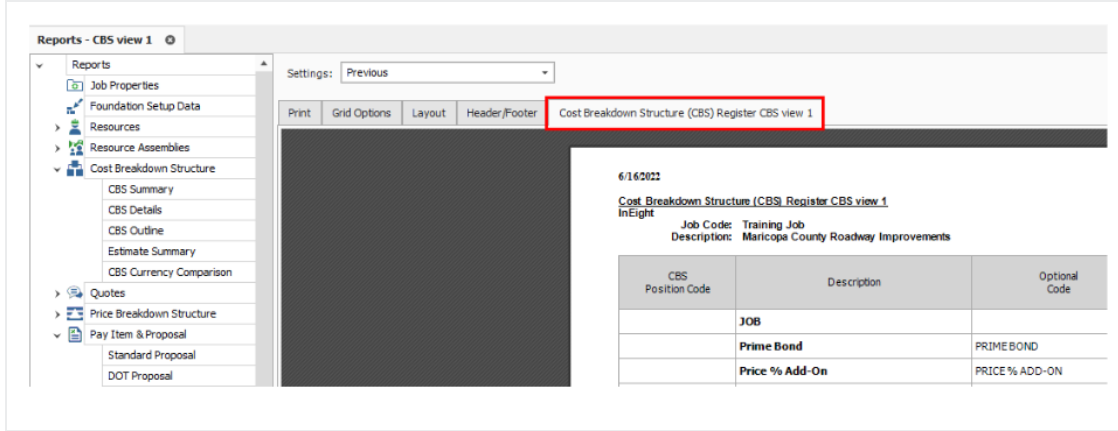 Reports - CBS view 1
Reports
Job Properties
Foundation Setup Data
Resources
Resource Assemblies
Cost Breakdown Structure
CBS Summary
CBS Details
CBS Outline
Estimate Summary
CBS Currency Comparison
Quotes
Price Breakdown Structure
Pay Item & Proposal
Standard Proposal
DOT Proposal
Settings: Previous
Print Grid Options Layout Header/Footer Cost Breakdown Structure (CBS) Register CBS view 1
6/16/2022
Cost Breakdown Structure (CBS) Register CBS view 1
InEight
Job Code: Training Job
Description: Maricopa County Roadway Improvements
CBS Position Code Description Optional Code
JOB
Prime Bond PRIMEBOND
Price % Add-On PRICE % ADD-ON